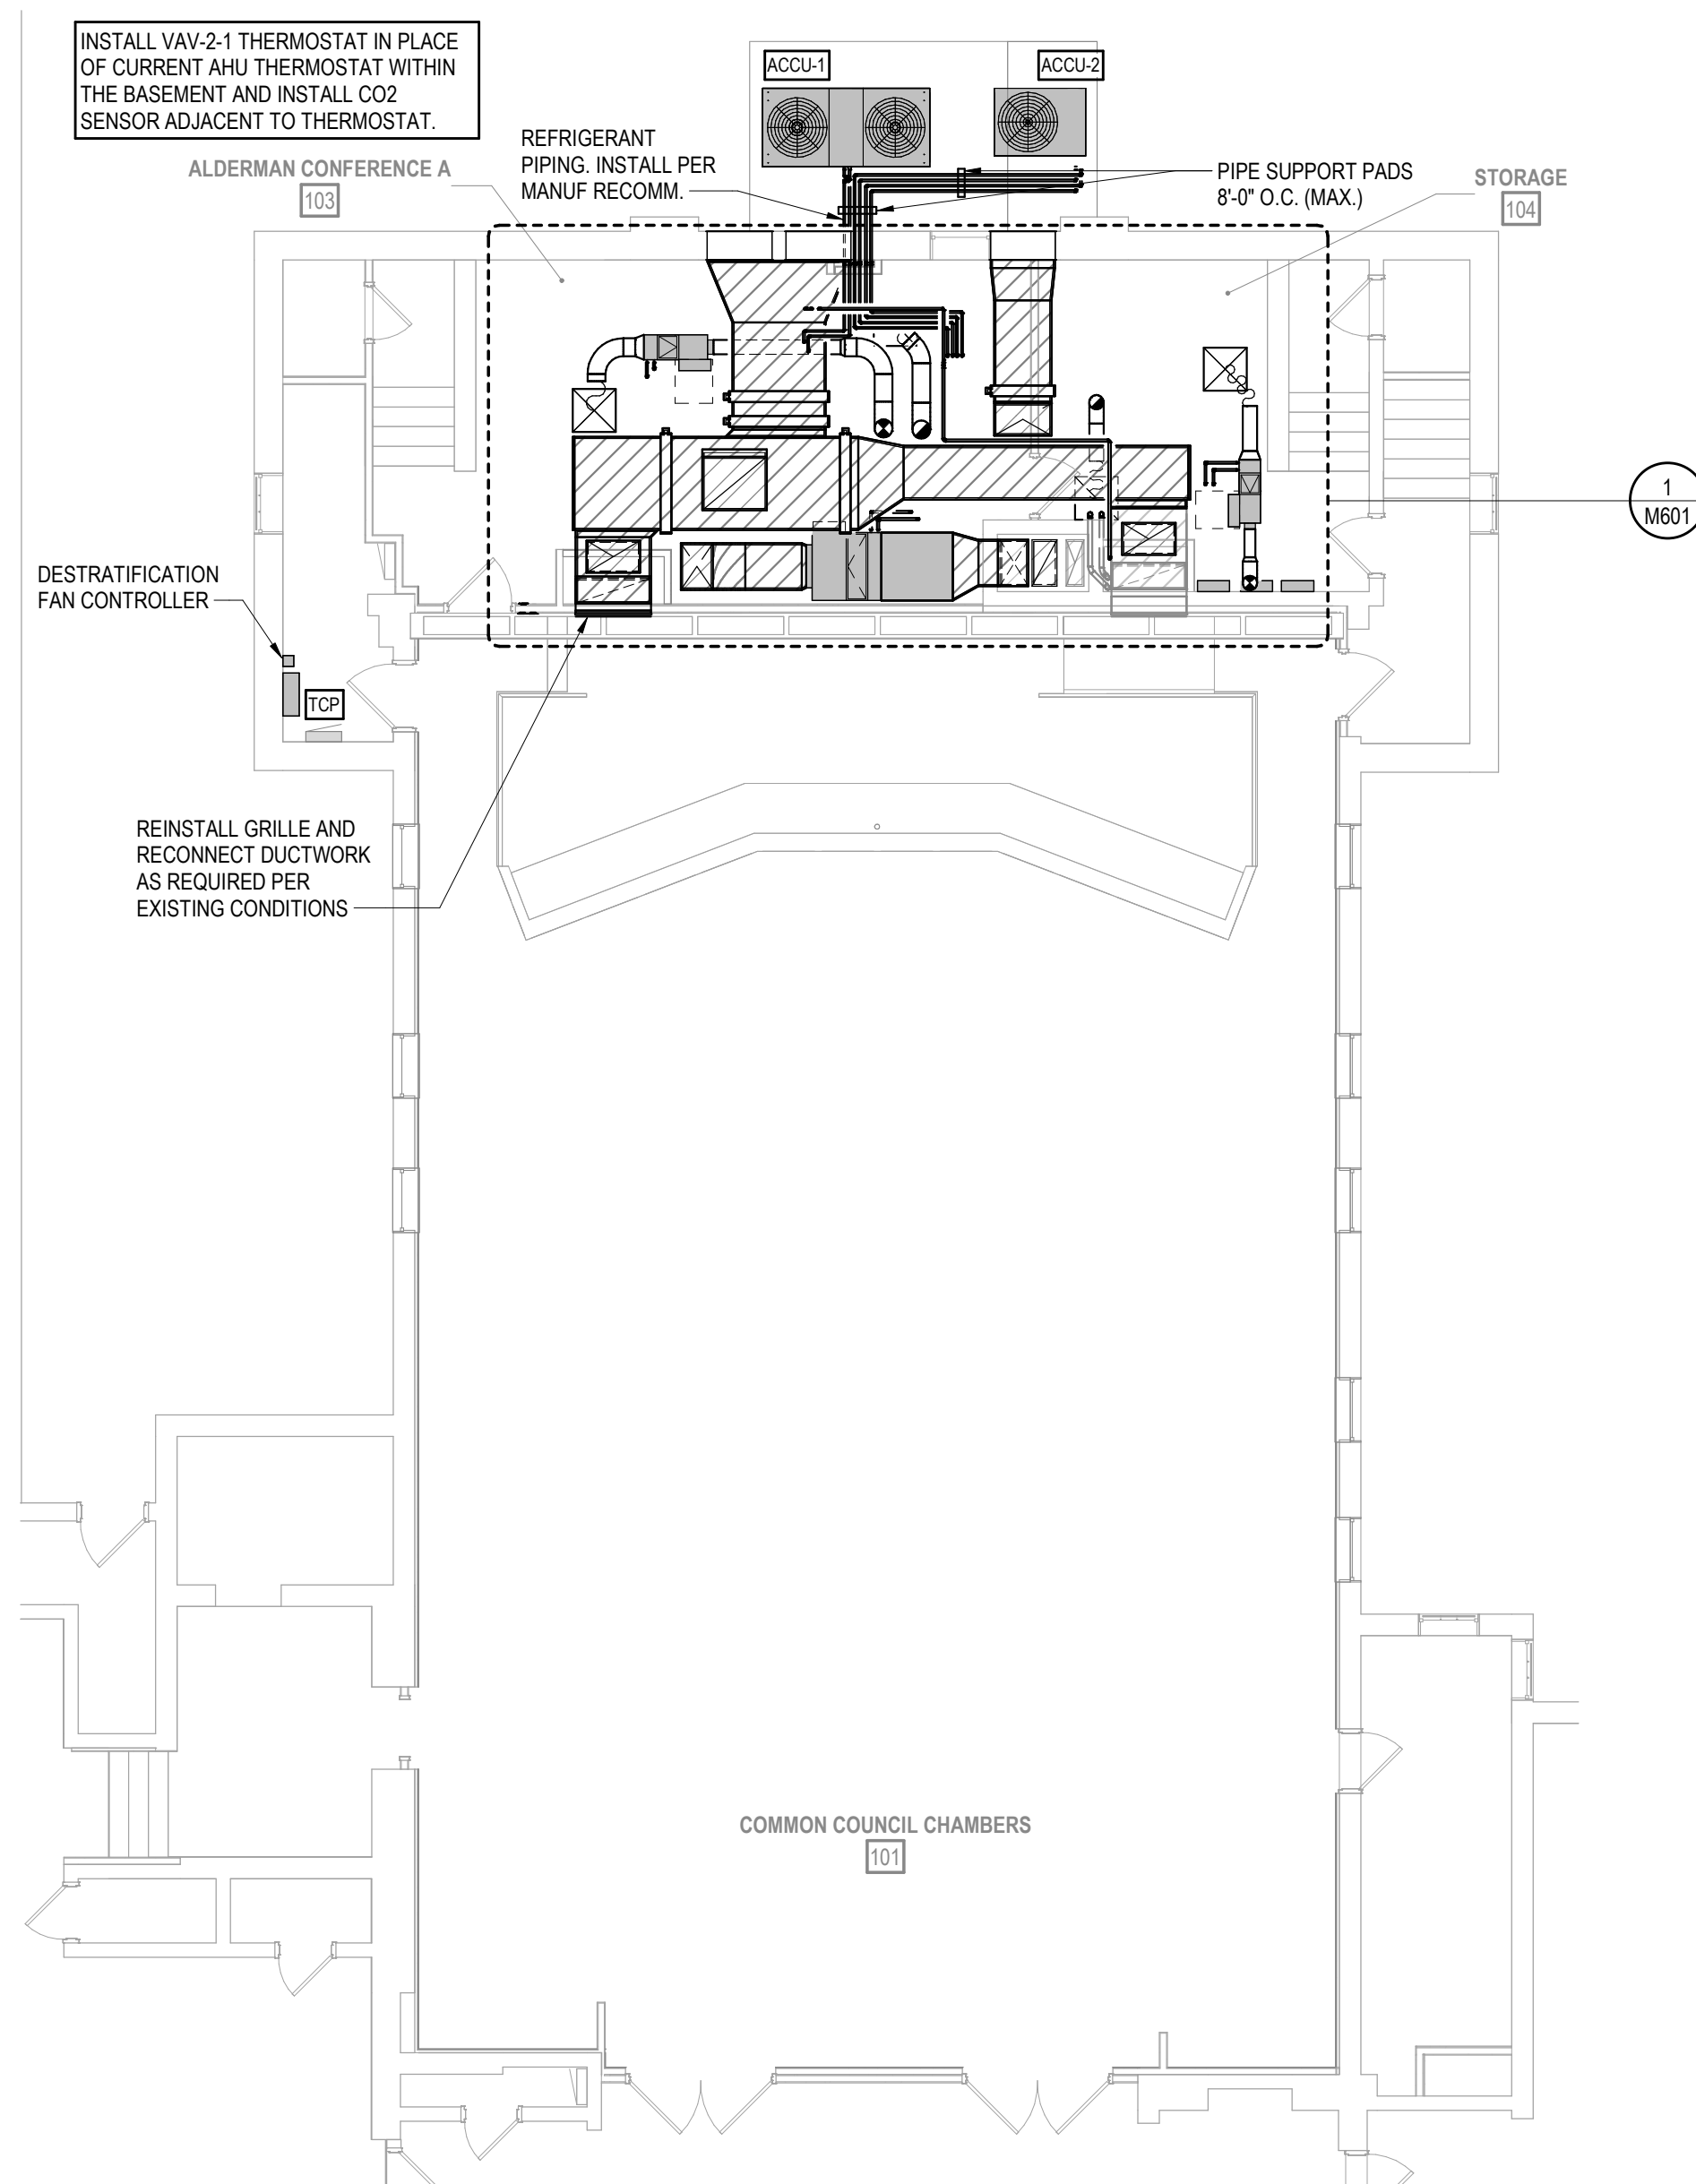 INSTALL VAV-2-1 THERMOSTAT IN PLACE
OF CURRENT AHU THERMOSTAT WITHIN
THE BASEMENT AND INSTALL CO2
SENSOR ADJACENT TO THERMOSTAT.
ACCU-1
ACCU-2
REFRIGERANT
PIPING. INSTALL PER
MANUF RECOMM.
PIPE SUPPORT PADS
8'-0" O.C. (MAX.)
ALDERMAN CONFERENCE A
103
STORAGE
104
1
M601
DESTRATIFICATION
FAN CONTROLLER
TCP
REINSTALL GRILLE AND
RECONNECT DUCTWORK
AS REQUIRED PER
EXISTING CONDITIONS
COMMON COUNCIL CHAMBERS
101